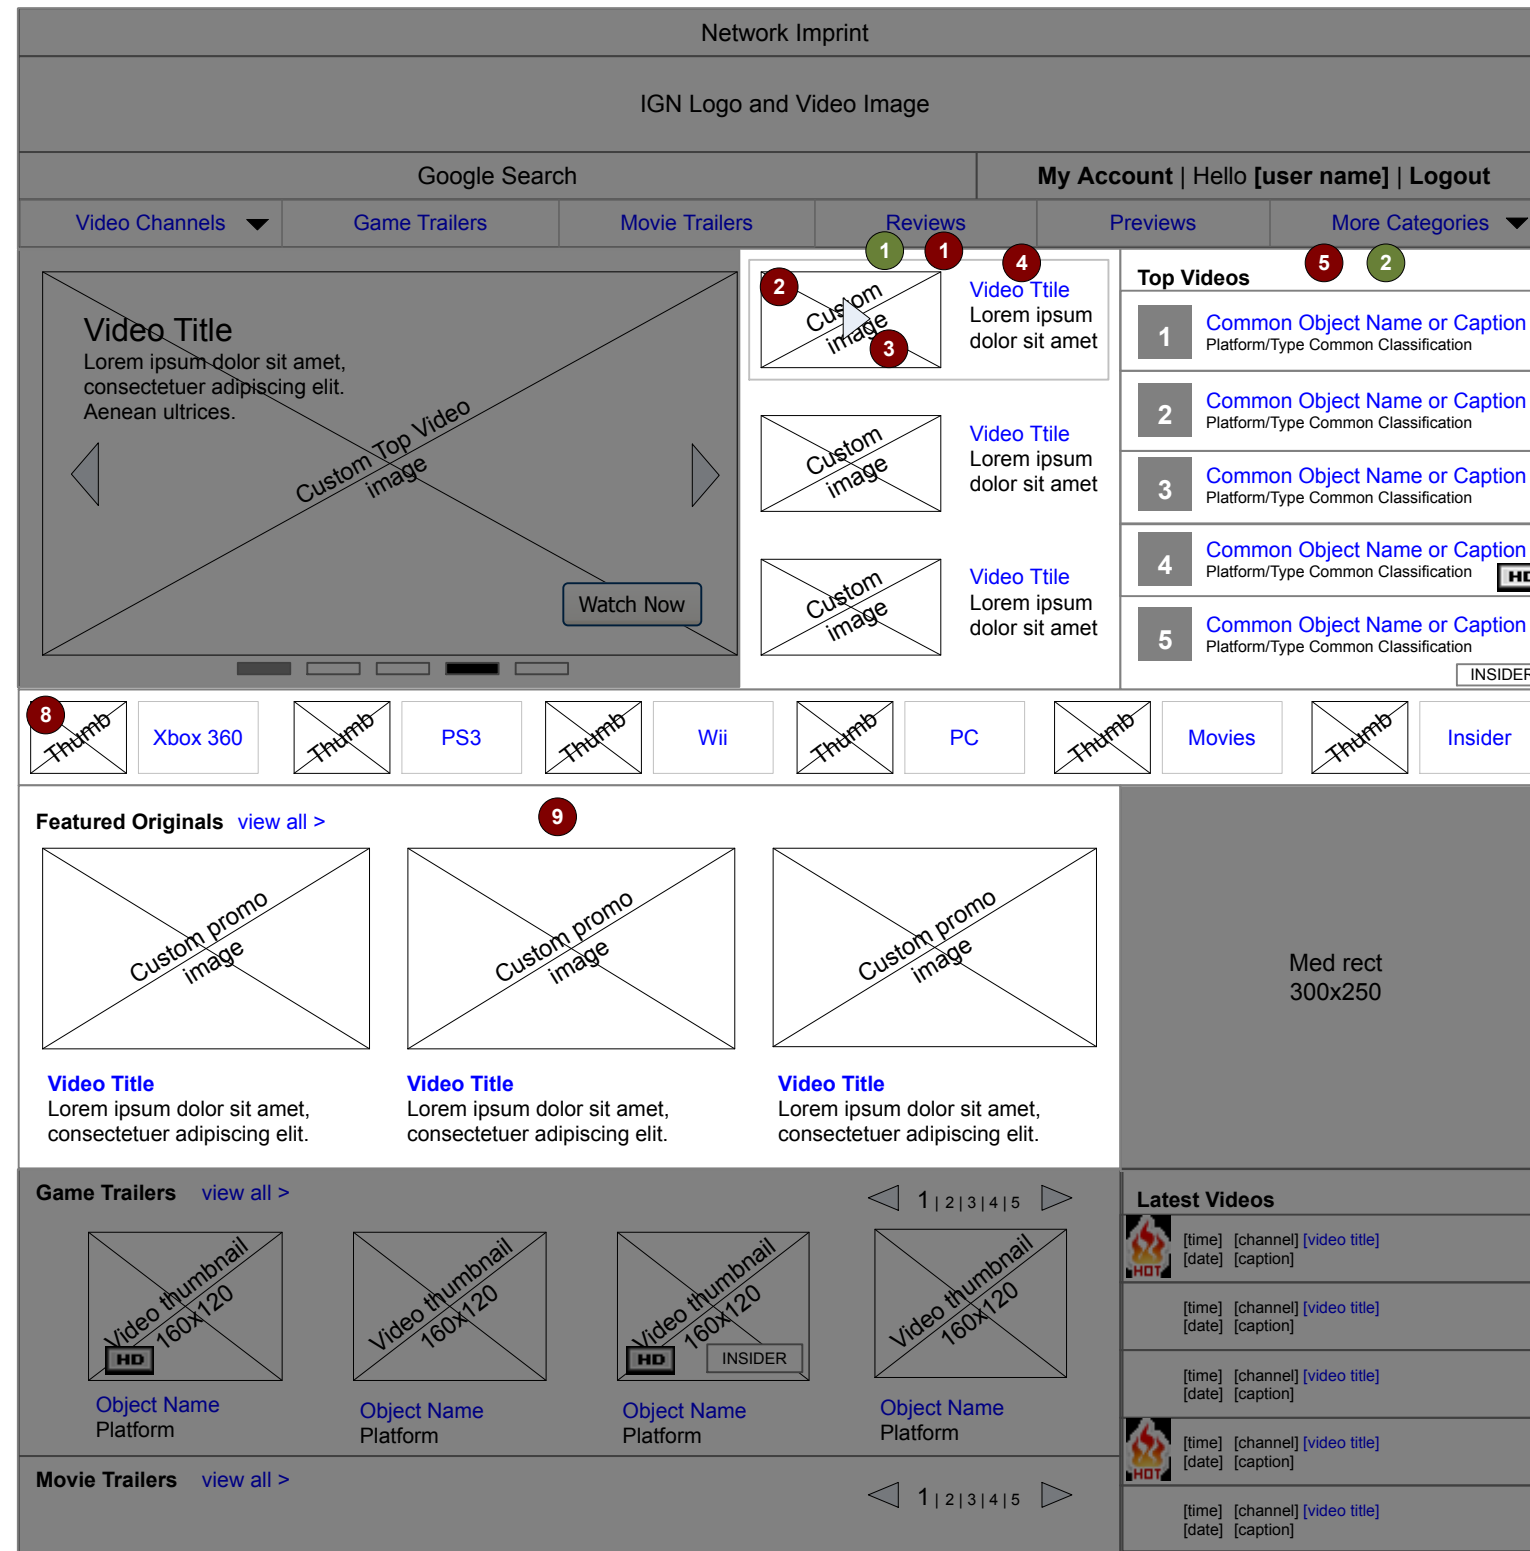 Network Imprint
IGN Logo and Video Image
Google Search
My Account | Hello [user name] | Logout
Video Channels
Game Trailers
Movie Trailers
Reviews
Previews
More Categories
Video Title
Lorem ipsum dolor sit amet,
consectetuer adipiscing elit.
Aenean ultrices.
Custom Top Video
image
Watch Now
1
1
4
2
3
Custom
image
Video Ttile
Lorem ipsum
dolor sit amet
Custom
image
Video Ttile
Lorem ipsum
dolor sit amet
Custom
image
Video Ttile
Lorem ipsum
dolor sit amet
Top Videos
5
2
1
Common Object Name or Caption
Platform/Type Common Classification
2
Common Object Name or Caption
Platform/Type Common Classification
3
Common Object Name or Caption
Platform/Type Common Classification
4
Common Object Name or Caption
Platform/Type Common Classification
HD
5
Common Object Name or Caption
Platform/Type Common Classification
INSIDER
8
Thumb
Xbox 360
Thumb
PS3
Thumb
Wii
Thumb
PC
Thumb
Movies
Thumb
Insider
Featured Originals view all >
9
Custom promo
image
Custom promo
image
Custom promo
image
Video Title
Lorem ipsum dolor sit amet,
consectetuer adipiscing elit.
Video Title
Lorem ipsum dolor sit amet,
consectetuer adipiscing elit.
Video Title
Lorem ipsum dolor sit amet,
consectetuer adipiscing elit.
Med rect
300x250
Game Trailers view all >
1 | 2 | 3 | 4 | 5
Video thumbnail
160x120
HD
Object Name
Platform
Video thumbnail
160x120
Object Name
Platform
Video thumbnail
160x120
HD
INSIDER
Object Name
Platform
Video thumbnail
160x120
Object Name
Platform
Latest Videos
HOT
[time] [channel] [video title]
[date] [caption]
[time] [channel] [video title]
[date] [caption]
[time] [channel] [video title]
[date] [caption]
HOT
[time] [channel] [video title]
[date] [caption]
[time] [channel] [video title]
[date] [caption]
Movie Trailers view all >
1 | 2 | 3 | 4 | 5